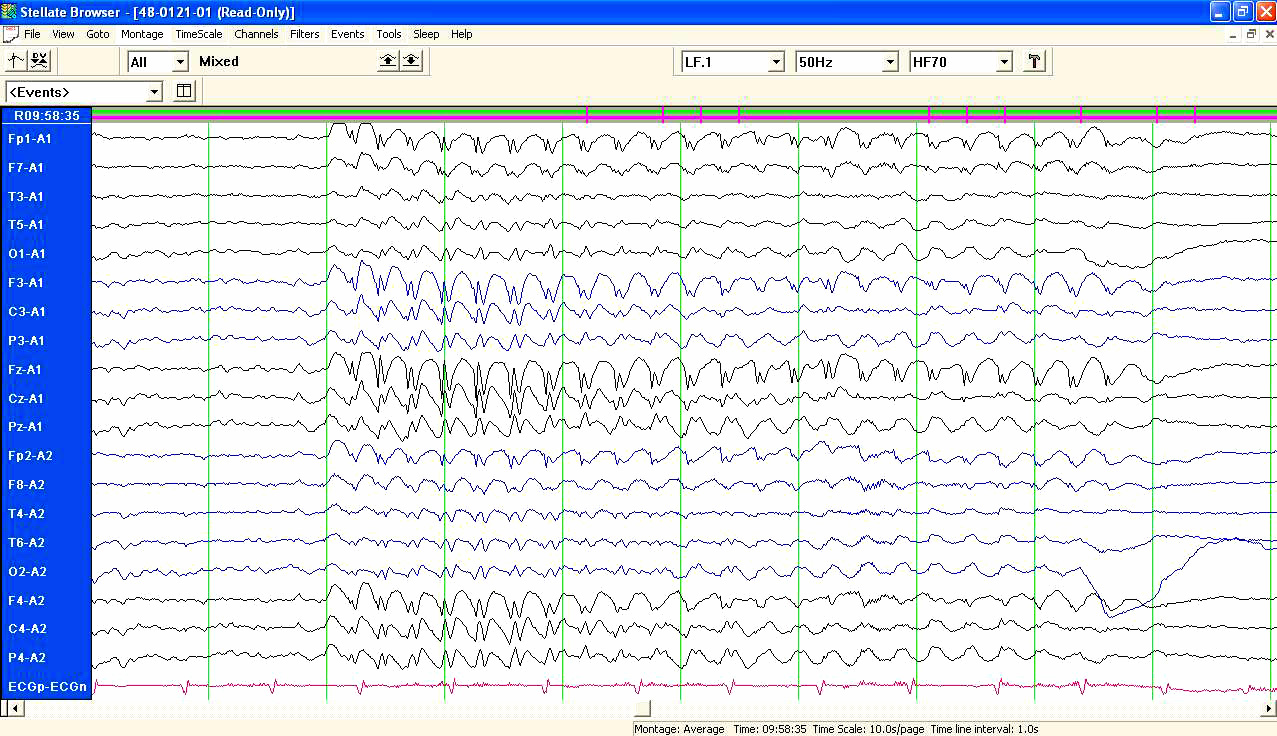 Stellate Browser - [48-0121-01 (Read-Only)]
File View Goto Montage TimeScale Channels Filters Events Tools Sleep Help
All Mixed LF.1 50Hz HF70
<Events>
R09:58:35
Fp1-A1
F7-A1
T3-A1
T5-A1
O1-A1
F3-A1
C3-A1
P3-A1
Fz-A1
Cz-A1
Pz-A1
Fp2-A2
F8-A2
T4-A2
T6-A2
O2-A2
F4-A2
C4-A2
P4-A2
ECGp-ECGn
Montage: Average Time: 09:58:35 Time Scale: 10.0s/page Time line interval: 1.0s